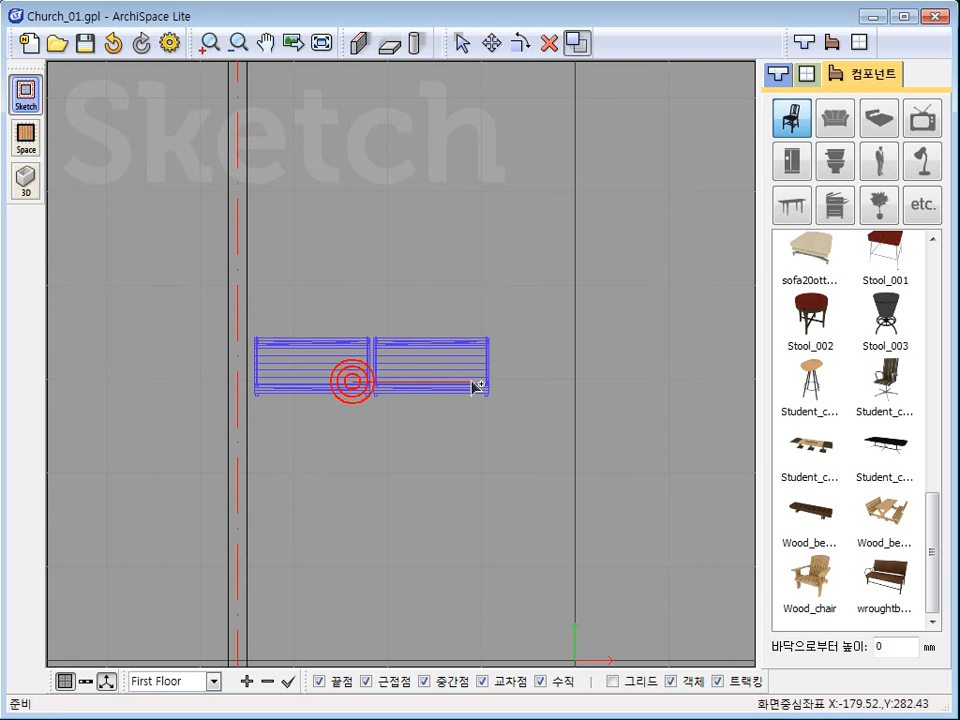 Church_01.gpl - ArchiSpace Lite
Sketch
Space
3D
Sketch
컴포넌트
etc.
sofa20ott... Stool_001
Stool_002 Stool_003
Student_c... Student_c...
Student_c... Student_c...
Wood_be... Wood_be...
Wood_chair wroughtb...
바닥으로부터 높이: 0 mm
First Floor 끝점 근접점 중간점 교차점 수직 그리드 객체 트랙킹
준비 화면중심좌표 X:-179.52.,Y:282.43